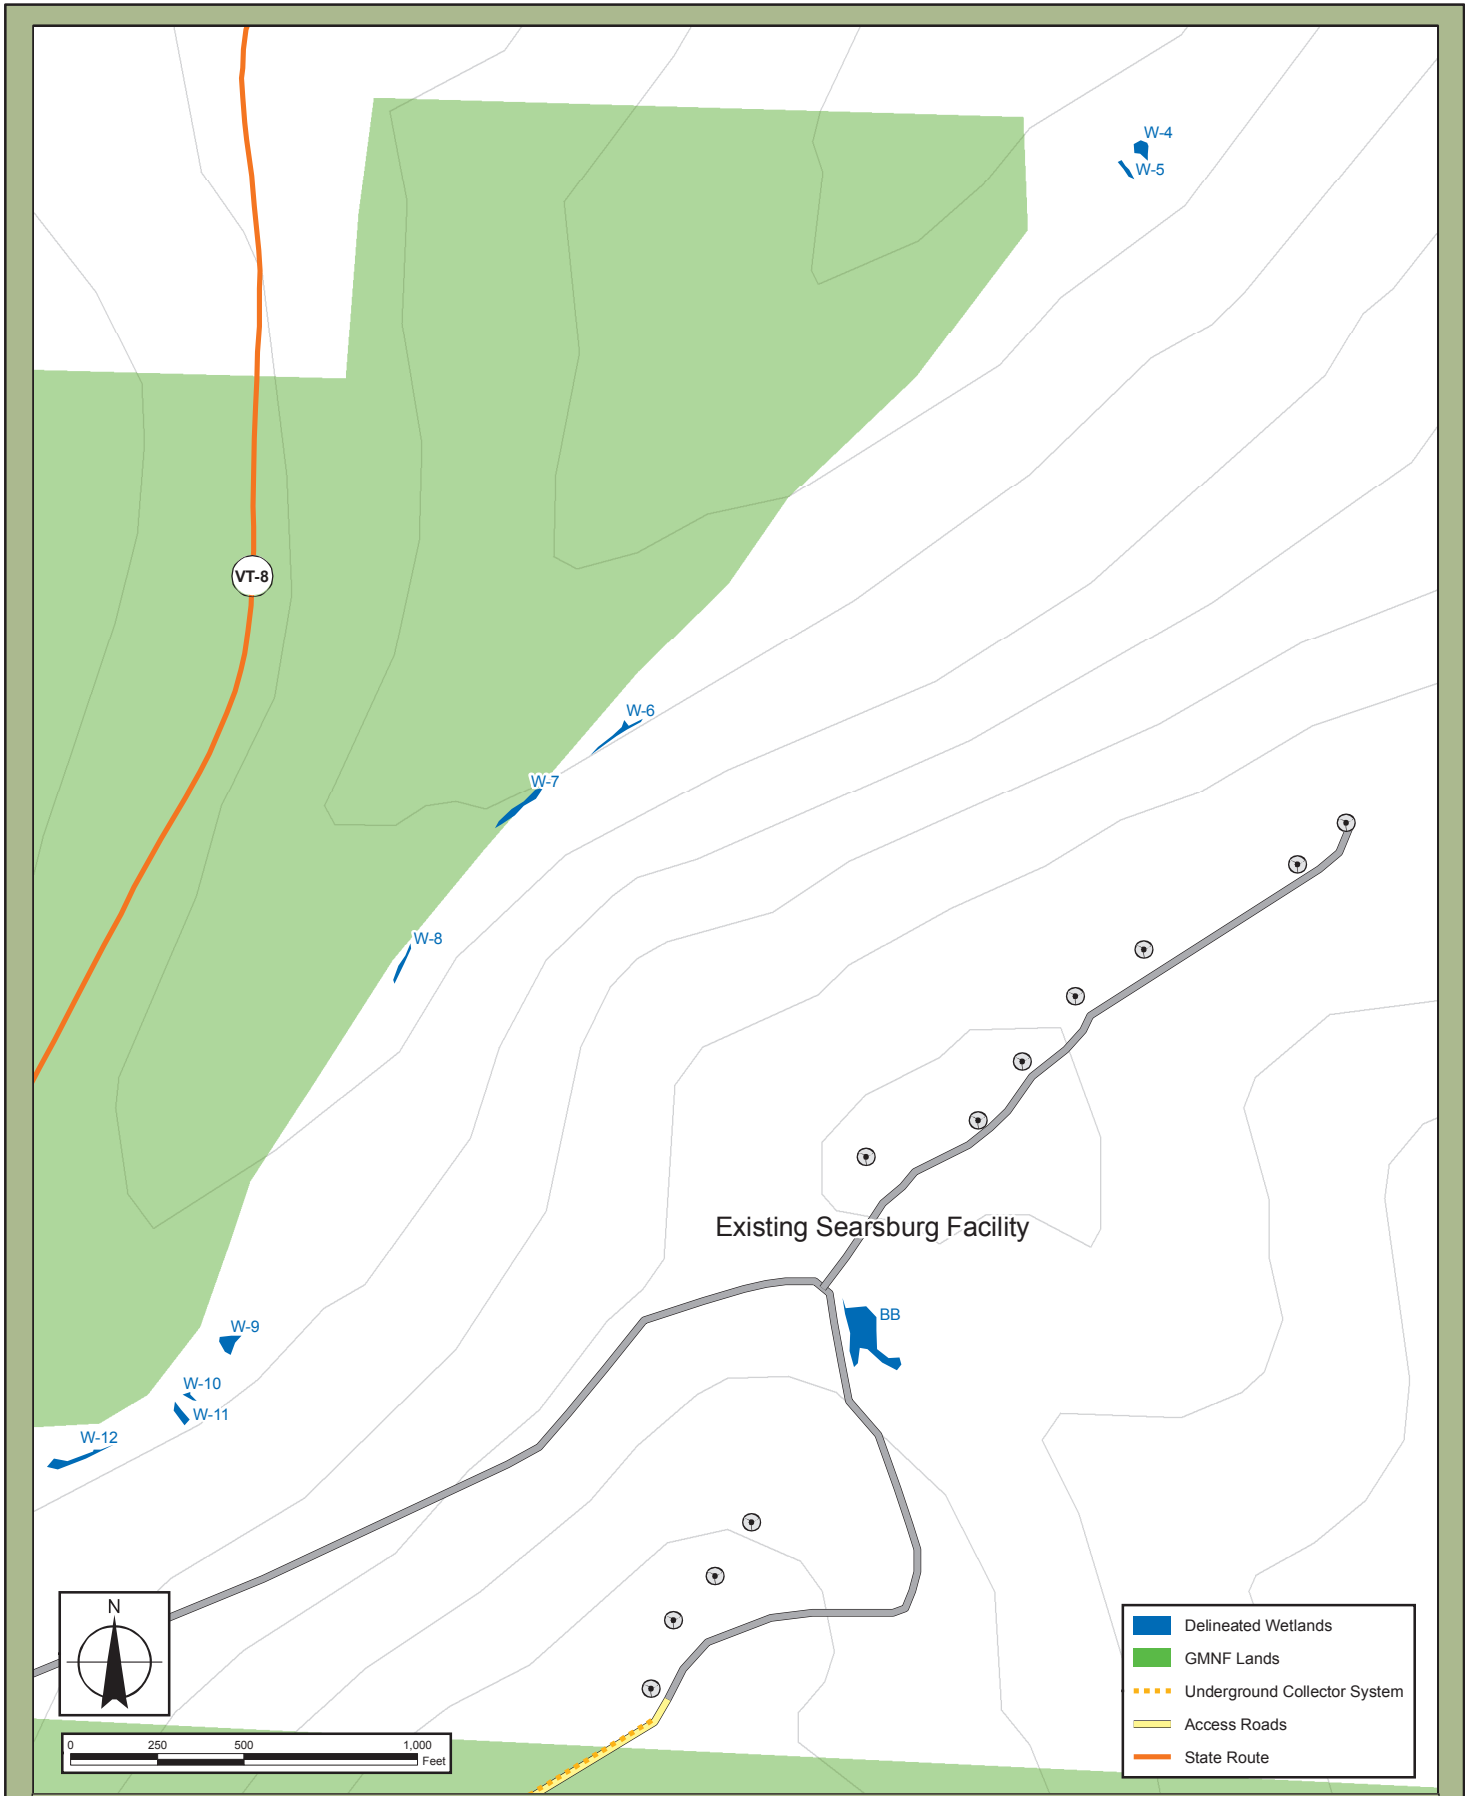 W-4
W-5
VT-8
W-6
W-7
W-8
Existing Searsburg Facility
BB
W-9
W-10
W-11
W-12
N
0 250 500 1,000
Feet
Delineated Wetlands
GMNF Lands
Underground Collector System
Access Roads
State Route